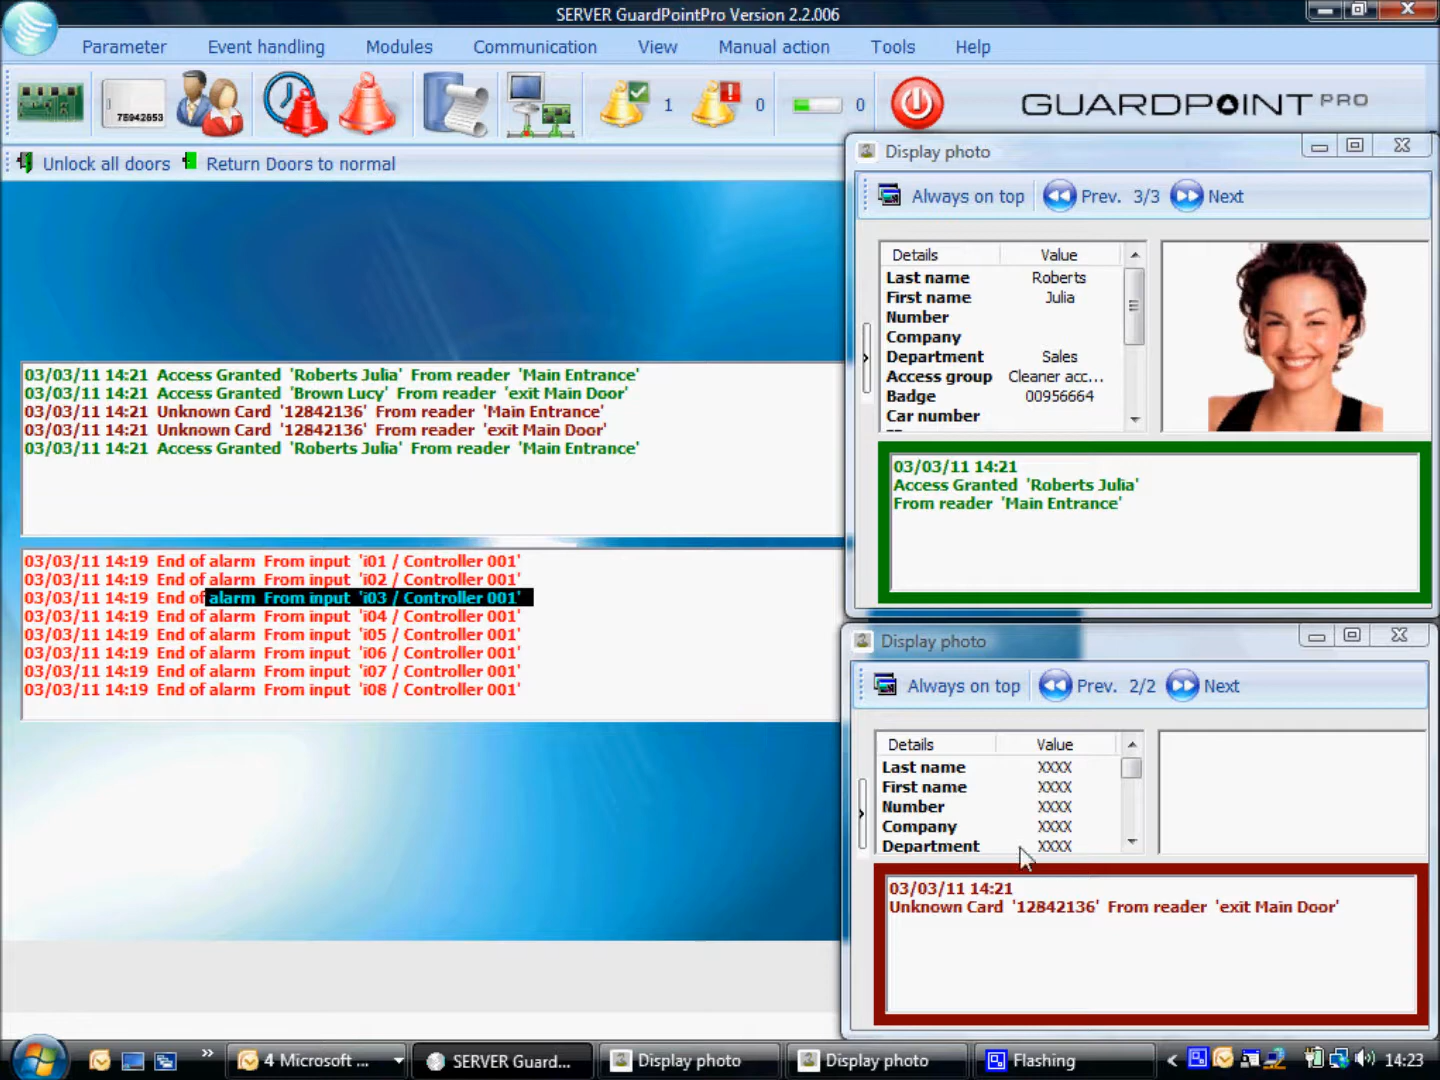 SERVER GuardPointPro Version 2.2.006
Parameter Event handling Modules Communication View Manual action Tools Help
78942653 1 0 0 GUARDPOINT PRO
Unlock all doors Return Doors to normal
03/03/11 14:21 Access Granted 'Roberts Julia' From reader 'Main Entrance'
03/03/11 14:21 Access Granted 'Brown Lucy' From reader 'exit Main Door'
03/03/11 14:21 Unknown Card '12842136' From reader 'Main Entrance'
03/03/11 14:21 Unknown Card '12842136' From reader 'exit Main Door'
03/03/11 14:21 Access Granted 'Roberts Julia' From reader 'Main Entrance'
03/03/11 14:19 End of alarm From input 'i01 / Controller 001'
03/03/11 14:19 End of alarm From input 'i02 / Controller 001'
03/03/11 14:19 End of alarm From input 'i03 / Controller 001'
03/03/11 14:19 End of alarm From input 'i04 / Controller 001'
03/03/11 14:19 End of alarm From input 'i05 / Controller 001'
03/03/11 14:19 End of alarm From input 'i06 / Controller 001'
03/03/11 14:19 End of alarm From input 'i07 / Controller 001'
03/03/11 14:19 End of alarm From input 'i08 / Controller 001'
Display photo
Always on top Prev. 3/3 Next
Details Value
Last name Roberts
First name Julia
Number
Company
Department Sales
Access group Cleaner acc...
Badge 00956664
Car number
03/03/11 14:21
Access Granted 'Roberts Julia'
From reader 'Main Entrance'
Display photo
Always on top Prev. 2/2 Next
Details Value
Last name XXXX
First name XXXX
Number XXXX
Company XXXX
Department XXXX
03/03/11 14:21
Unknown Card '12842136' From reader 'exit Main Door'
4 Microsoft ... SERVER Guard... Display photo Display photo Flashing 14:23